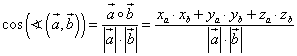 cos(∢(a⃗,b⃗)) = (a⃗∘b⃗)/(|a⃗|·|b⃗|) = (xₐ·x_b + yₐ·y_b + zₐ·z_b)/(|a⃗|·|b⃗|)